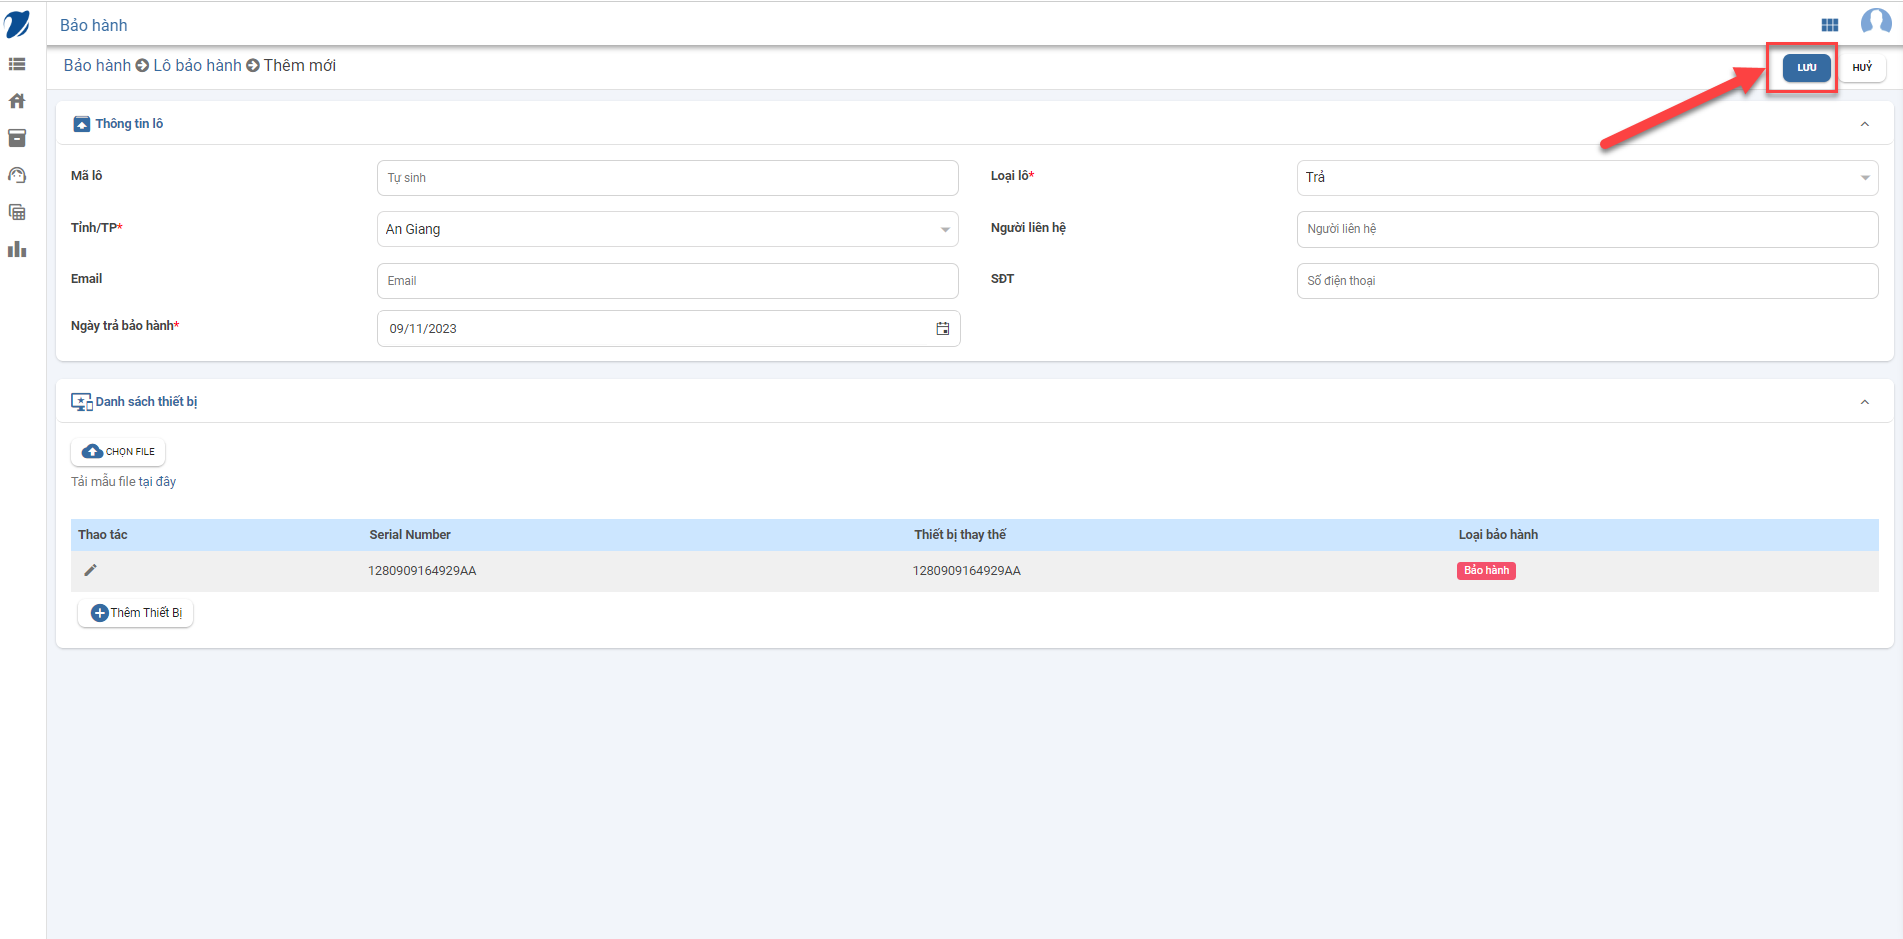 Bảo hành
Bảo hành Lô bảo hành Thêm mới
LƯU HUỶ
Thông tin lô
Mã lô Tự sinh Loại lô* Trả
Tỉnh/TP* An Giang Người liên hệ Người liên hệ
Email Email SĐT Số điện thoại
Ngày trả bảo hành* 09/11/2023
Danh sách thiết bị
CHỌN FILE
Tải mẫu file tại đây
Thao tác Serial Number Thiết bị thay thế Loại bảo hành
1280909164929AA 1280909164929AA Bảo hành
Thêm Thiết Bị